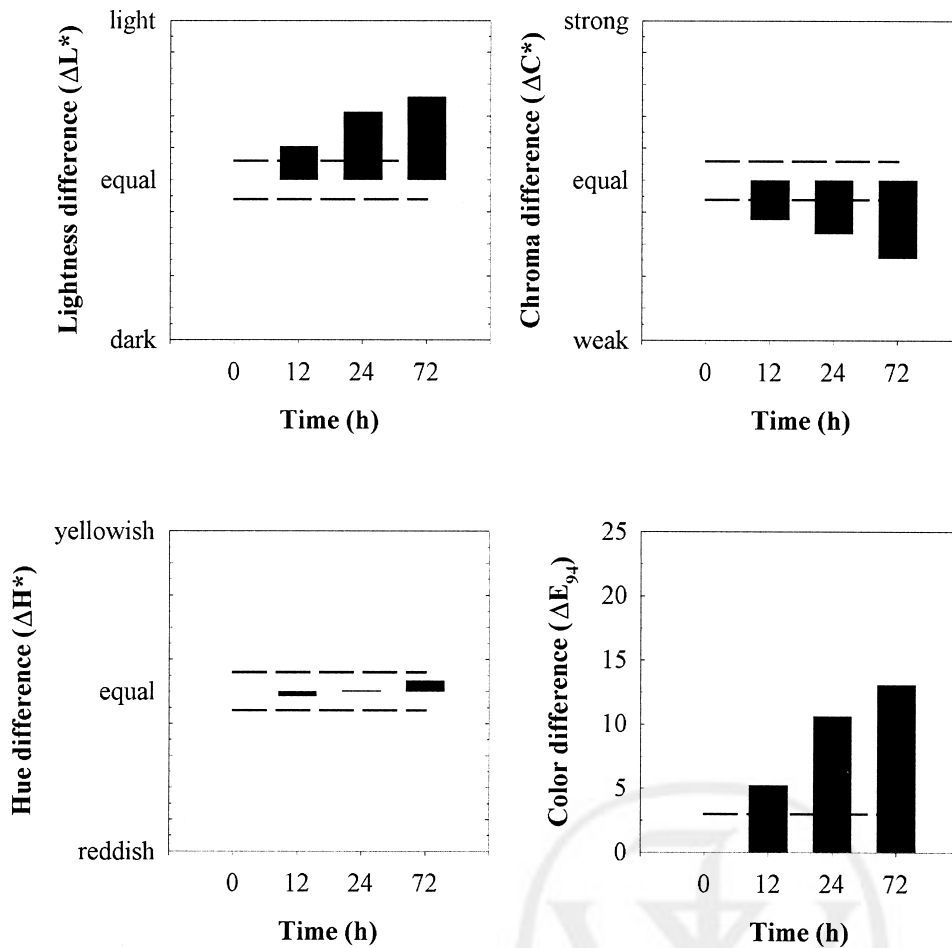 Lightness difference (ΔL*)
light
equal
dark
0 12 24 72
Time (h)
Chroma difference (ΔC*)
strong
equal
weak
0 12 24 72
Time (h)
Hue difference (ΔH*)
yellowish
equal
reddish
0 12 24 72
Time (h)
Color difference (ΔE₉₄)
25
20
15
10
5
0
0 12 24 72
Time (h)